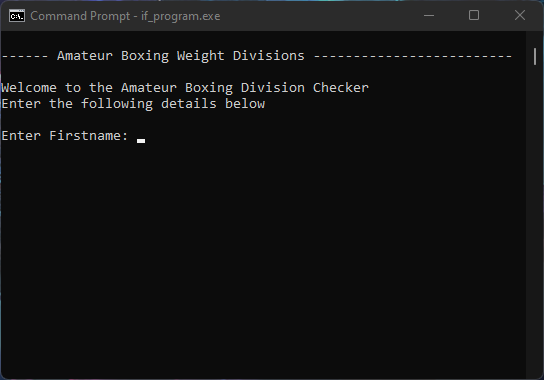 Command Prompt - if_program.exe
------ Amateur Boxing Weight Divisions -------------------------
Welcome to the Amateur Boxing Division Checker
Enter the following details below
Enter Firstname: